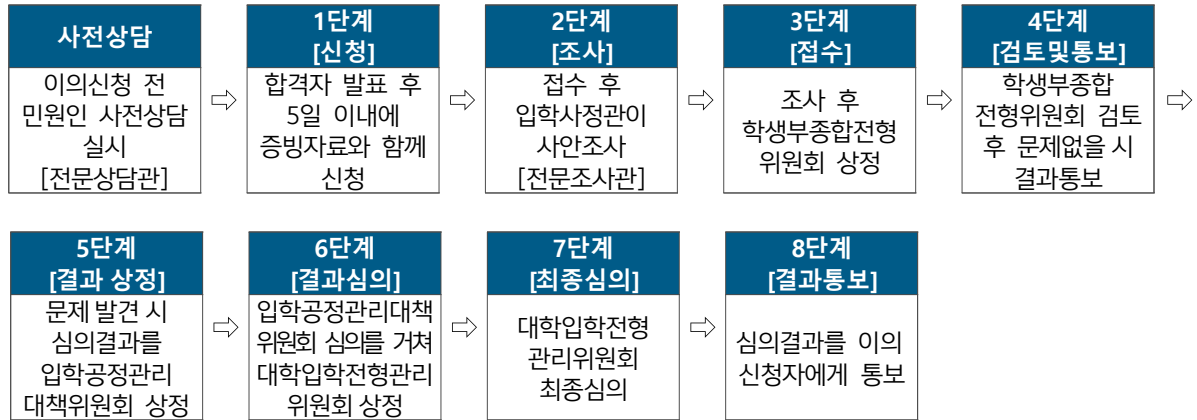 사전상담
이의신청 전
민원인 사전상담
실시
[전문상담관]
1단계
[신청]
합격자 발표 후
5일 이내에
증빙자료와 함께
신청
2단계
[조사]
접수 후
입학사정관이
사안조사
[전문조사관]
3단계
[접수]
조사 후
학생부종합전형
위원회 상정
4단계
[검토및통보]
학생부종합
전형위원회 검토
후 문제없을 시
결과통보
5단계
[결과 상정]
문제 발견 시
심의결과를
입학공정관리
대책위원회 상정
6단계
[결과심의]
입학공정관리대책
위원회 심의를 거쳐
대학입학전형관리
위원회 상정
7단계
[최종심의]
대학입학전형
관리위원회
최종심의
8단계
[결과통보]
심의결과를 이의
신청자에게 통보